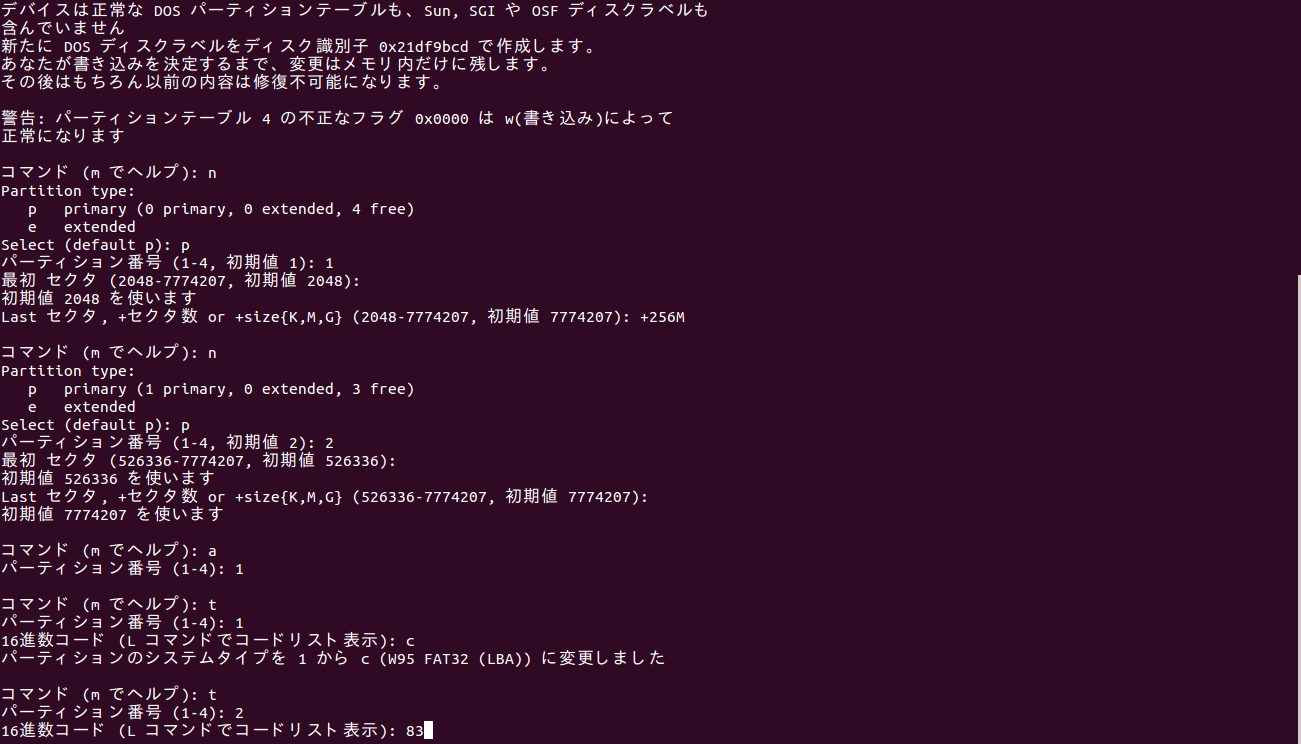 デバイスは正常な DOS パーティションテーブルも、Sun, SGI や OSF ディスクラベルも
含んでいません
新たに DOS ディスクラベルをディスク識別子 0x21df9bcd で作成します。
あなたが書き込みを決定するまで、変更はメモリ内だけに残します。
その後はもちろん以前の内容は修復不可能になります。
警告: パーティションテーブル 4 の不正なフラグ 0x0000 は w(書き込み)によって
正常になります
コマンド (m でヘルプ): n
Partition type:
   p   primary (0 primary, 0 extended, 4 free)
   e   extended
Select (default p): p
パーティション番号 (1-4, 初期値 1): 1
最初 セクタ (2048-7774207, 初期値 2048):
初期値 2048 を使います
Last セクタ, +セクタ数 or +size{K,M,G} (2048-7774207, 初期値 7774207): +256M
コマンド (m でヘルプ): n
Partition type:
   p   primary (1 primary, 0 extended, 3 free)
   e   extended
Select (default p): p
パーティション番号 (1-4, 初期値 2): 2
最初 セクタ (526336-7774207, 初期値 526336):
初期値 526336 を使います
Last セクタ, +セクタ数 or +size{K,M,G} (526336-7774207, 初期値 7774207):
初期値 7774207 を使います
コマンド (m でヘルプ): a
パーティション番号 (1-4): 1
コマンド (m でヘルプ): t
パーティション番号 (1-4): 1
16進数コード (L コマンドでコードリスト表示): c
パーティションのシステムタイプを 1 から c (W95 FAT32 (LBA)) に変更しました
コマンド (m でヘルプ): t
パーティション番号 (1-4): 2
16進数コード (L コマンドでコードリスト表示): 83